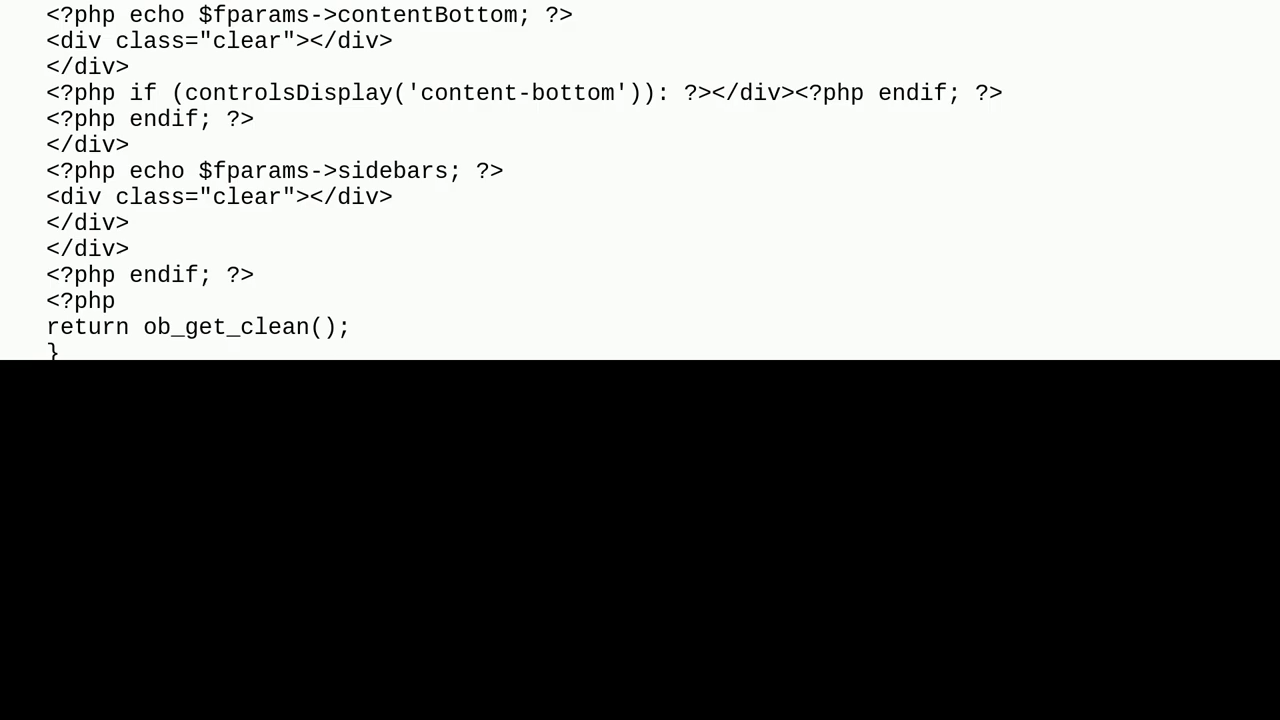 <?php echo $fparams->contentBottom; ?>
<div class="clear"></div>
</div>
<?php if (controlsDisplay('content-bottom')): ?></div><?php endif; ?>
<?php endif; ?>
</div>
<?php echo $fparams->sidebars; ?>
<div class="clear"></div>
</div>
</div>
<?php endif; ?>
<?php
return ob_get_clean();
}